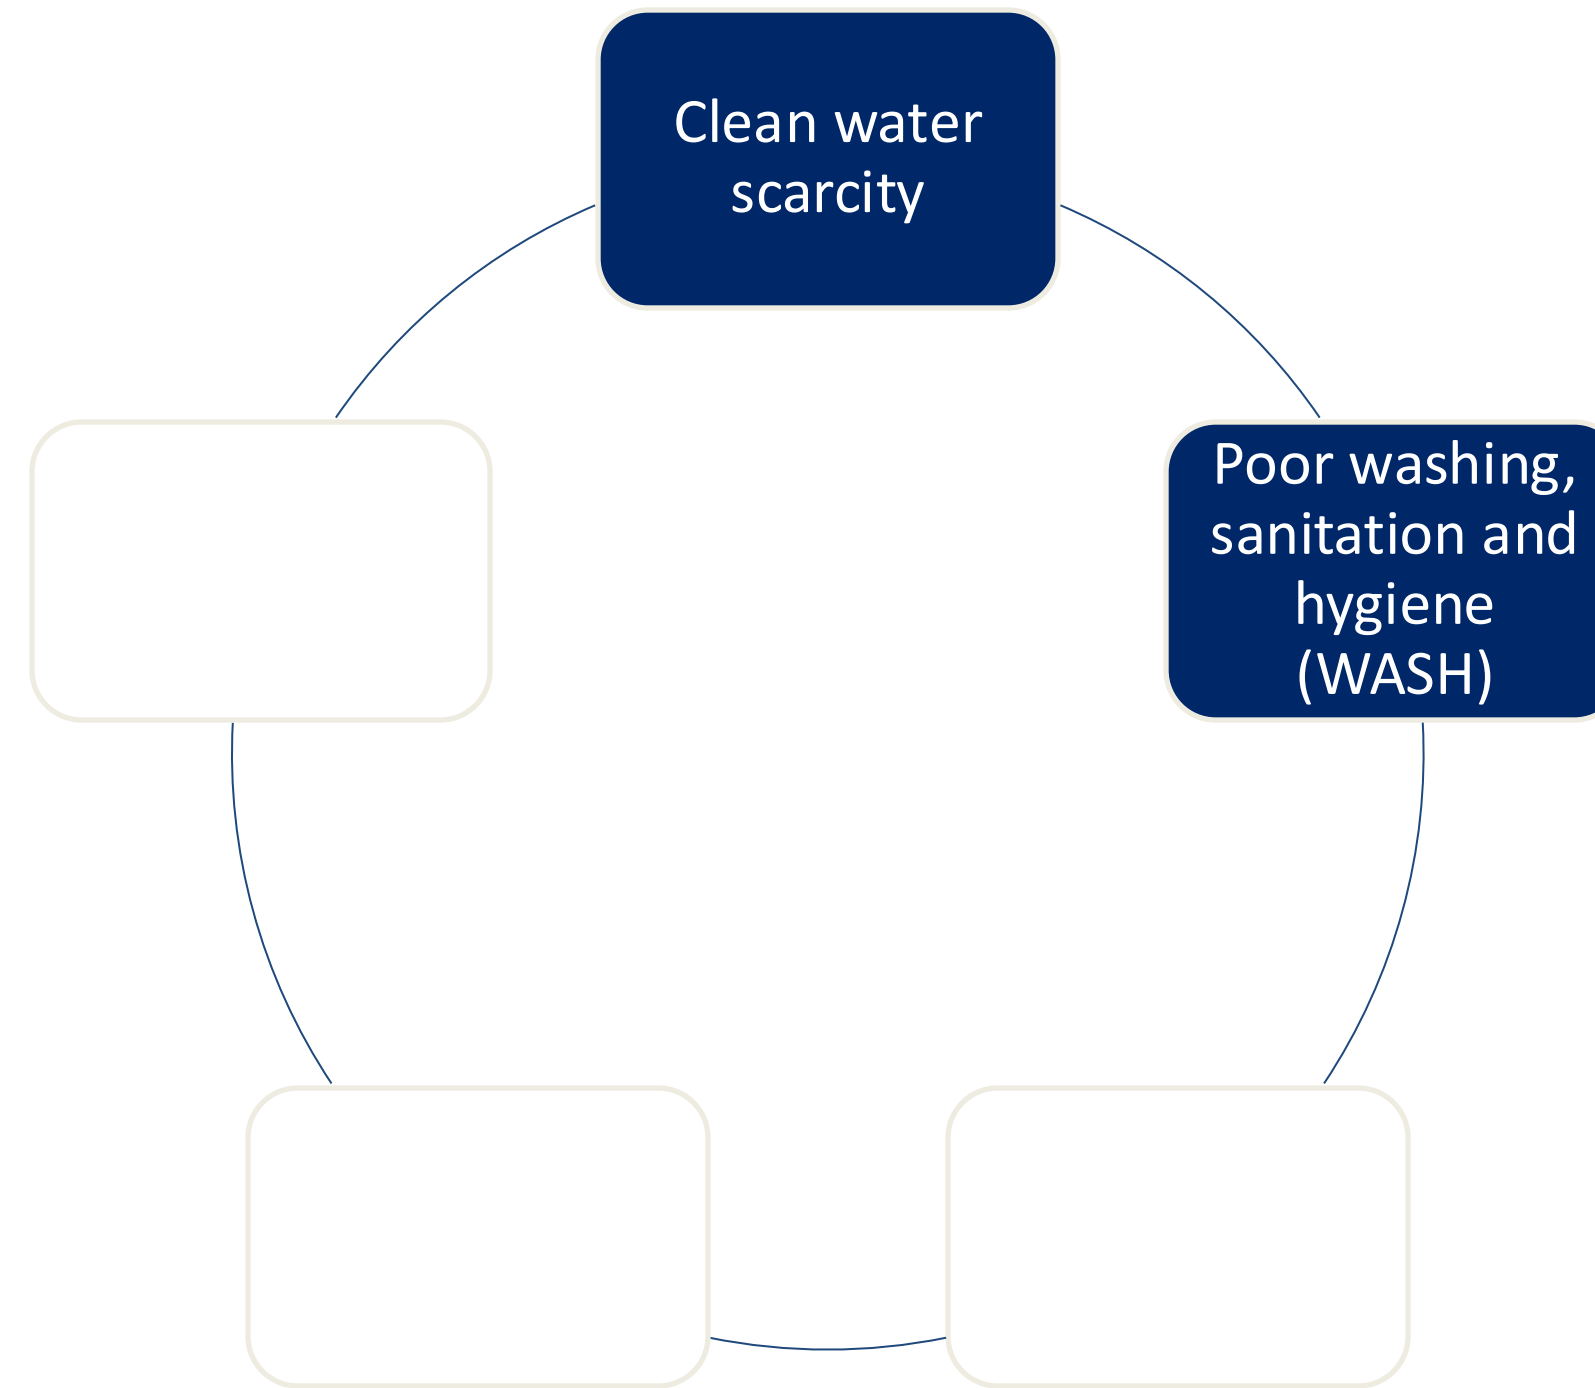 Clean water
scarcity
Poor washing,
sanitation and
hygiene
(WASH)